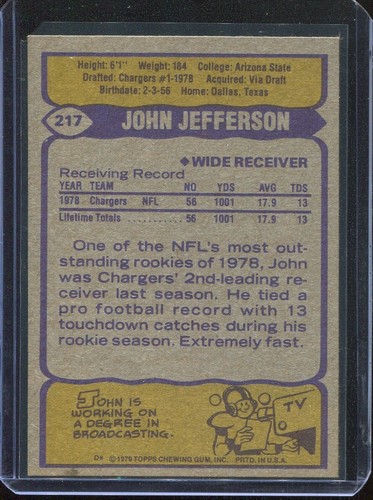 Height: 6'1" Weight: 184 College: Arizona State
Drafted: Chargers #1-1978 Acquired: Via Draft
Birthdate: 2-3-56 Home: Dallas, Texas
217 JOHN JEFFERSON
◆WIDE RECEIVER
Receiving Record
YEAR TEAM NO YDS AVG TDS
1978 Chargers NFL 56 1001 17.9 13
Lifetime Totals ........... 56 1001 17.9 13
One of the NFL's most out-
standing rookies of 1978, John
was Chargers' 2nd-leading re-
ceiver last season. He tied a
pro football record with 13
touchdown catches during his
rookie season. Extremely fast.
JOHN IS
WORKING ON
A DEGREE IN
BROADCASTING.
TV
D* ©1979 TOPPS CHEWING GUM, INC. PRTD. IN U.S.A.